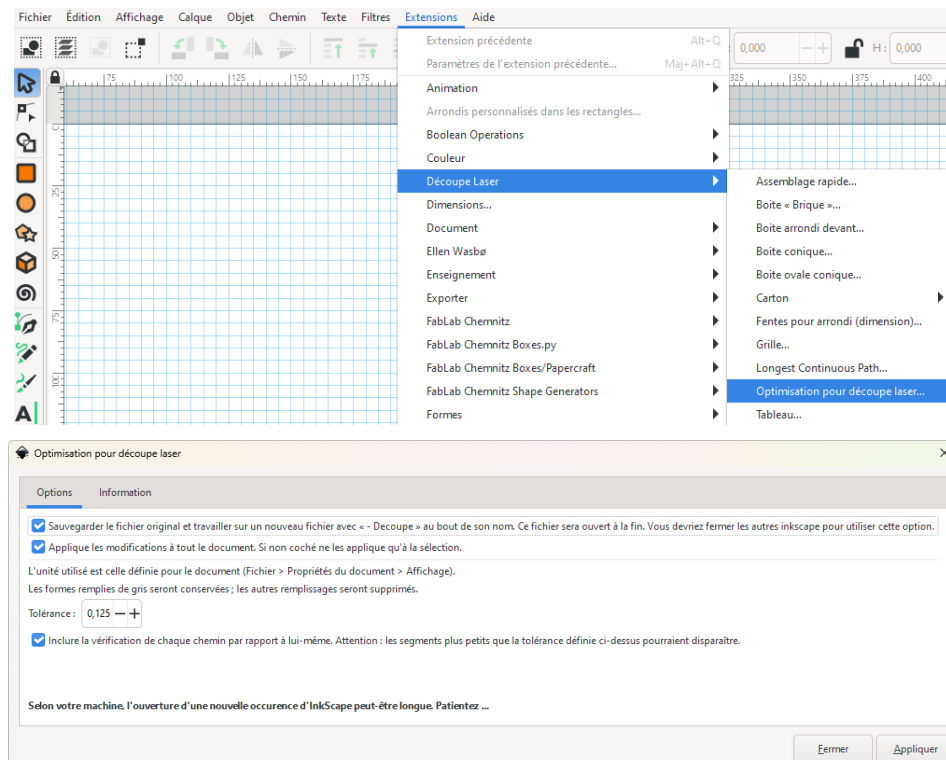 Fichier Édition Affichage Calque Objet Chemin Texte Filtres Extensions Aide
Extension précédente Alt+Q
0,000 H: 0,000
Paramètres de l'extension précédente... Maj+Alt+Q
75 100 125 150 175 325 350 375 400
Animation
Arrondis personnalisés dans les rectangles...
Boolean Operations
Couleur
Découpe Laser Assemblage rapide...
Dimensions... Boite « Brique »...
Document Boite arrondi devant...
Ellen Wasbø Boite conique...
Enseignement Boite ovale conique...
Exporter Carton
FabLab Chemnitz Fentes pour arrondi (dimension)...
FabLab Chemnitz Boxes.py Grille...
FabLab Chemnitz Boxes/Papercraft Longest Continuous Path...
FabLab Chemnitz Shape Generators Optimisation pour découpe laser...
Formes Tableau...
0
25
50
75
100
A
Optimisation pour découpe laser
Options Information
Sauvegarder le fichier original et travailler sur un nouveau fichier avec « - Decoupe » au bout de son nom. Ce fichier sera ouvert à la fin. Vous devriez fermer les autres inkscape pour utiliser cette option.
Applique les modifications à tout le document. Si non coché ne les applique qu'à la sélection.
L'unité utilisé est celle définie pour le document (Fichier > Propriétés du document > Affichage).
Les formes remplies de gris seront conservées ; les autres remplissages seront supprimés.
Tolérance : 0,125
Inclure la vérification de chaque chemin par rapport à lui-même. Attention : les segments plus petits que la tolérance définie ci-dessus pourraient disparaître.
Selon votre machine, l'ouverture d'une nouvelle occurence d'InkScape peut-être longue. Patientez ...
Fermer Appliquer